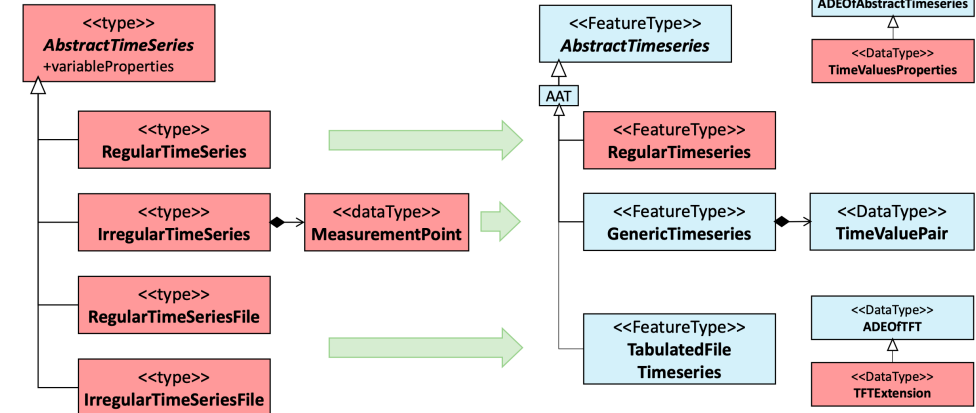 <<type>>
AbstractTimeSeries
+variableProperties
<<type>>
RegularTimeSeries
<<type>>
IrregularTimeSeries
<<dataType>>
MeasurementPoint
<<type>>
RegularTimeSeriesFile
<<type>>
IrregularTimeSeriesFile
<<FeatureType>>
AbstractTimeseries
AAT
<<FeatureType>>
RegularTimeseries
<<FeatureType>>
GenericTimeseries
<<DataType>>
TimeValuePair
<<FeatureType>>
TabulatedFile
Timeseries
ADEOfAbstractTimeseries
<<DataType>>
TimeValuesProperties
<<DataType>>
ADEOfTFT
<<DataType>>
TFTExtension